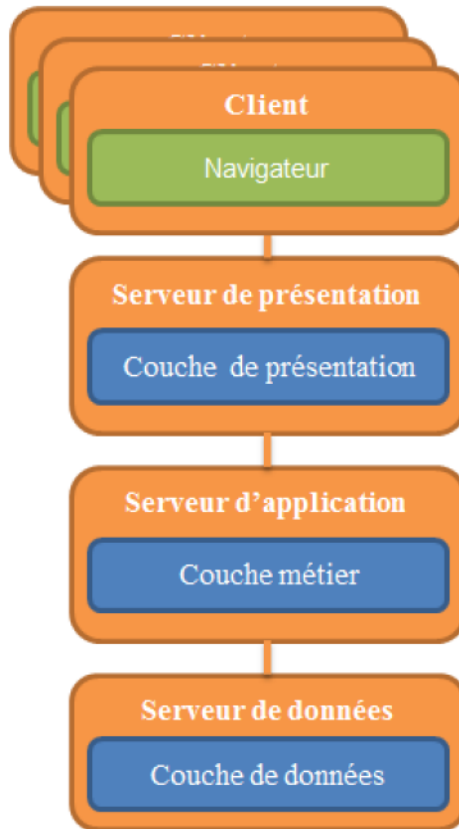 Client
Navigateur
Serveur de présentation
Couche de présentation
Serveur d’application
Couche métier
Serveur de données
Couche de données